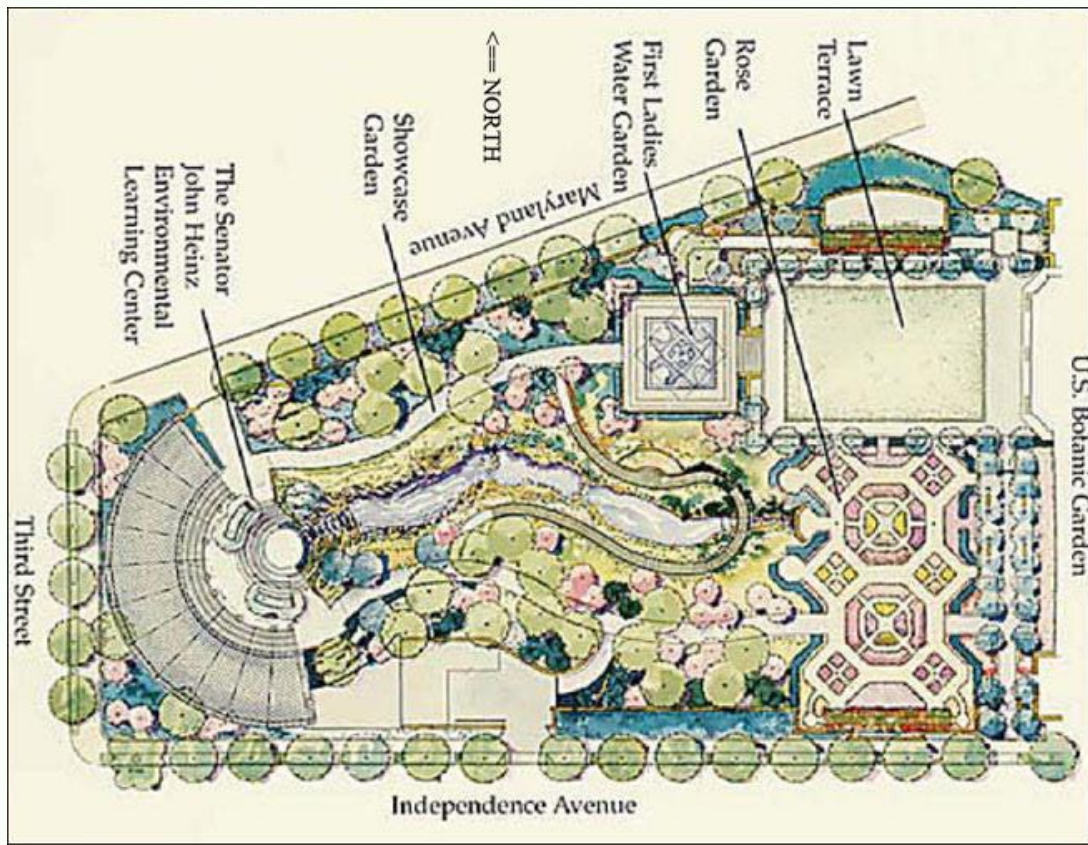 Lawn
Terrace
Rose
Garden
First Ladies
Water Garden
<== NORTH
Showcase
Garden
The Senator
John Heinz
Environmental
Learning Center
Maryland Avenue
U.S. Botanic Garden
Third Street
Independence Avenue